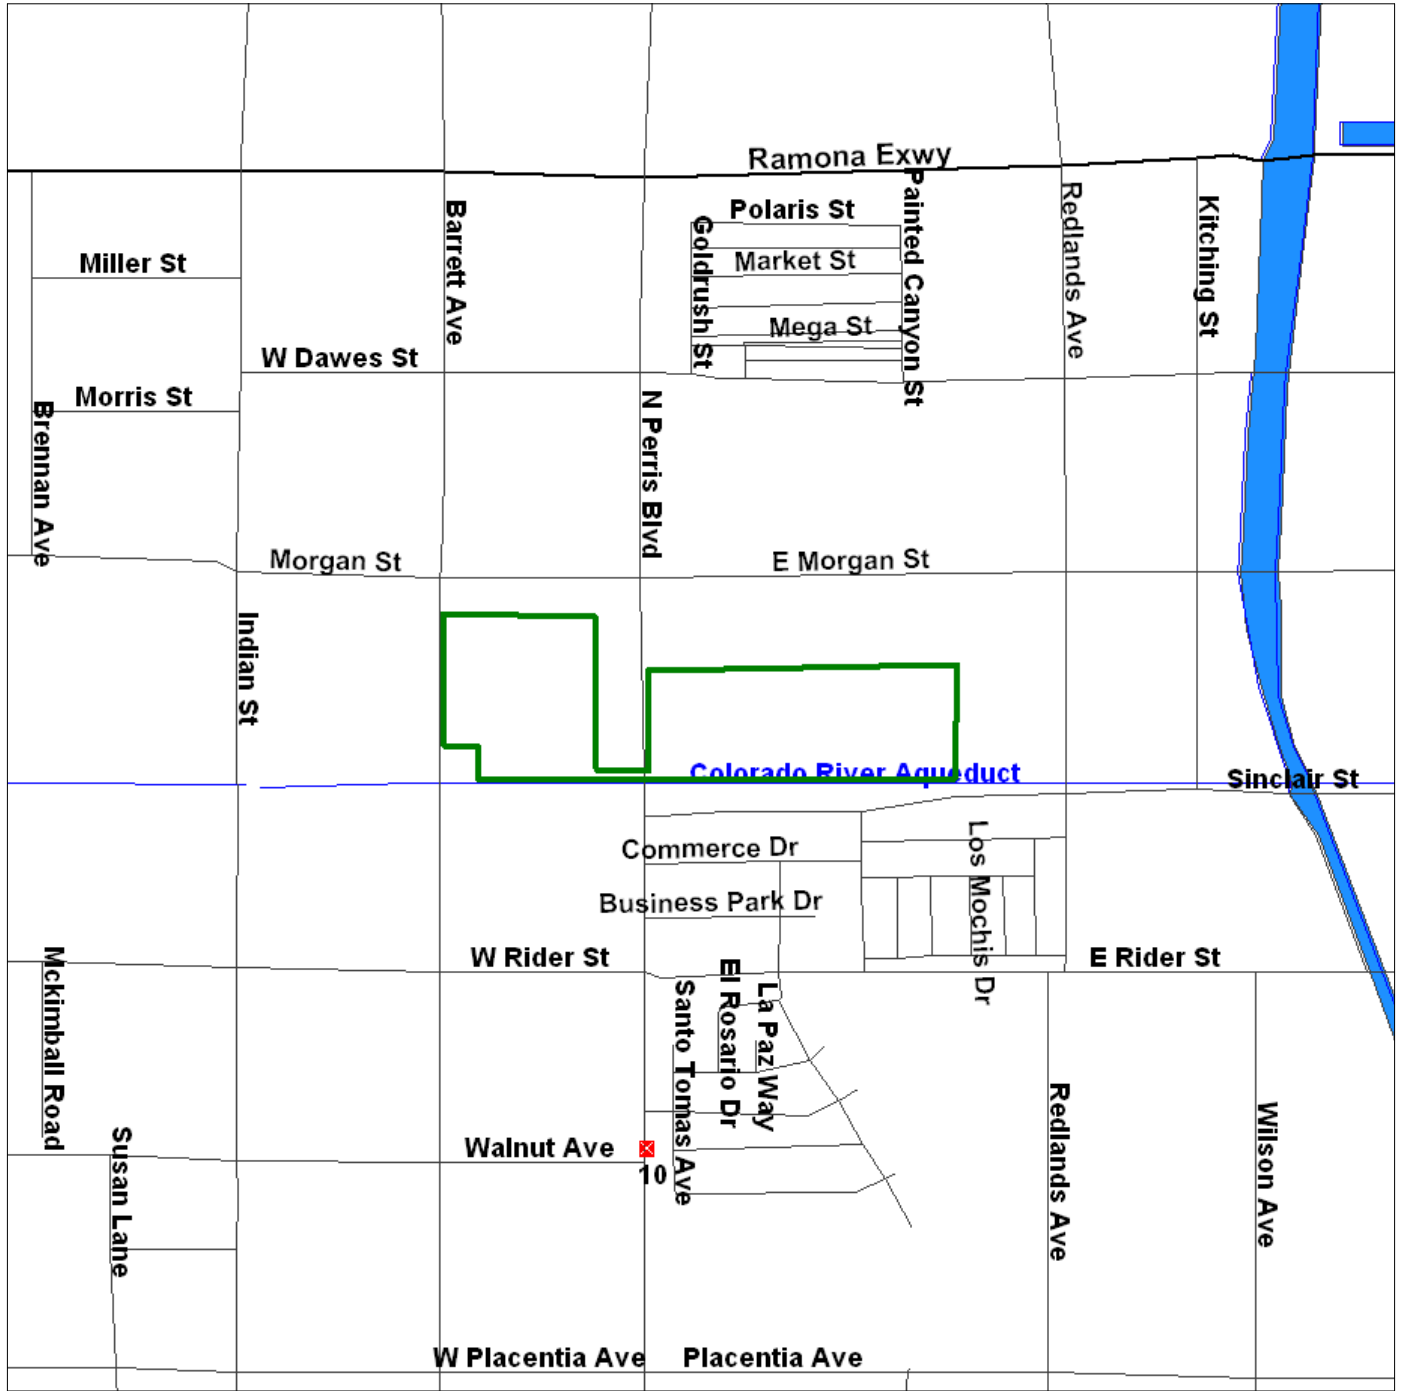 Ramona Exwy
Polaris St
Painted Canyon St
Redlands Ave
Kitching St
Barrett Ave
Goldrush St
Miller St
Market St
Mega St
W Dawes St
Morris St
Brennan Ave
N Perris Blvd
Morgan St
E Morgan St
Indian St
Colorado River Aqueduct
Sinclair St
Commerce Dr
Los Mochis Dr
Business Park Dr
W Rider St
E Rider St
Mckimball Road
El Rosario Dr
Santo Tomas Ave
La Paz Way
Redlands Ave
Wilson Ave
Walnut Ave
10
Susan Lane
W Placentia Ave
Placentia Ave